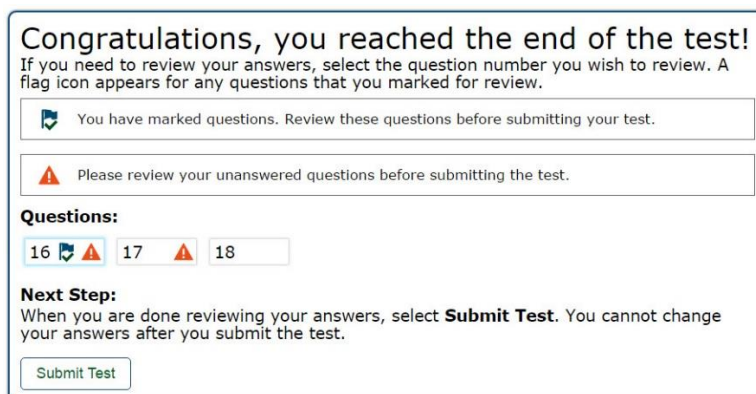 Congratulations, you reached the end of the test!
If you need to review your answers, select the question number you wish to review. A
flag icon appears for any questions that you marked for review.
You have marked questions. Review these questions before submitting your test.
Please review your unanswered questions before submitting the test.
Questions:
16 17 18
Next Step:
When you are done reviewing your answers, select Submit Test. You cannot change
your answers after you submit the test.
Submit Test